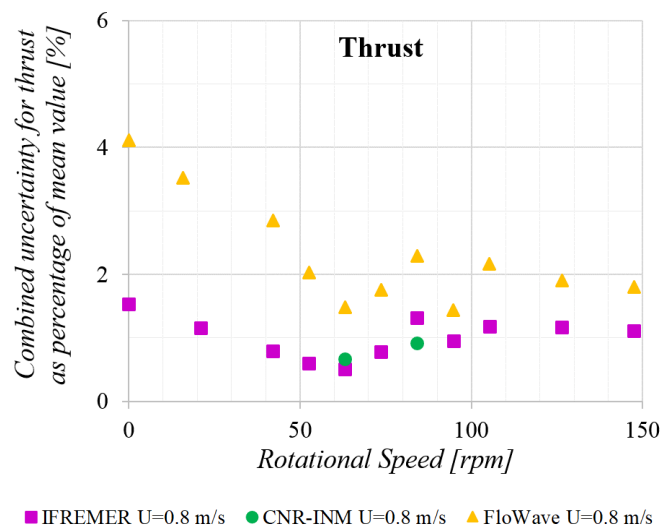 Thrust
Combined uncertainty for thrust
as percentage of mean value [%]
6
4
2
0
0 50 100 150
Rotational Speed [rpm]
IFREMER U=0.8 m/s CNR-INM U=0.8 m/s FloWave U=0.8 m/s